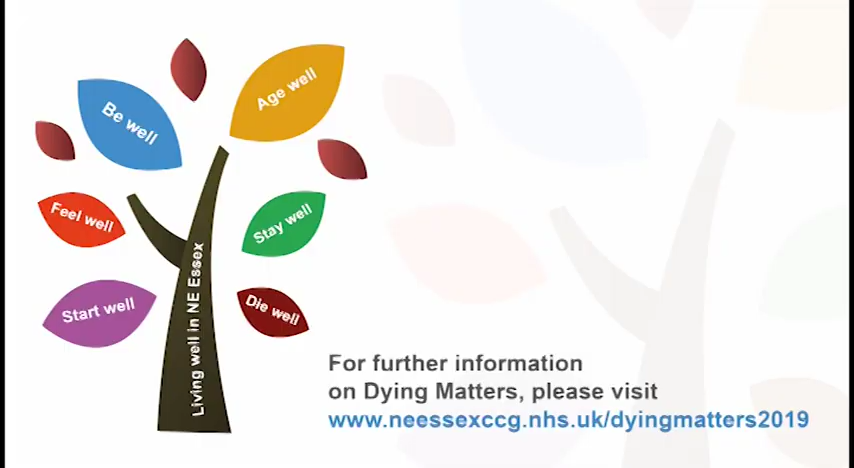 Age well
Be well
Feel well
Stay well
Start well
Die well
Living well in NE Essex
For further information
on Dying Matters, please visit
www.neessexccg.nhs.uk/dyingmatters2019